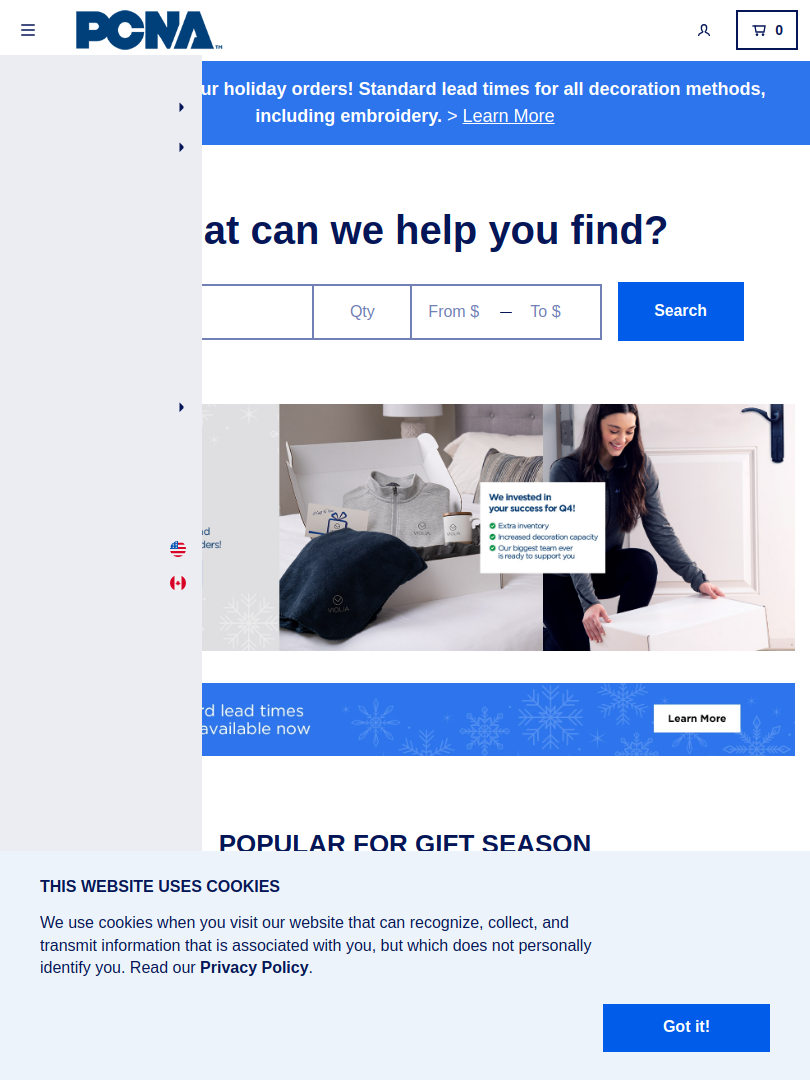 PCNA™
0
ur holiday orders! Standard lead times for all decoration methods,
including embroidery. > Learn More
at can we help you find?
Qty
From $ — To $
Search
We invested in
your success for Q4!
Extra inventory
Increased decoration capacity
Our biggest team ever
is ready to support you
ders!
VIOLIA
VIOLIA
VIOLIA
rd lead times
available now
Learn More
POPULAR FOR GIFT SEASON
THIS WEBSITE USES COOKIES
We use cookies when you visit our website that can recognize, collect, and
transmit information that is associated with you, but which does not personally
identify you. Read our Privacy Policy.
Got it!